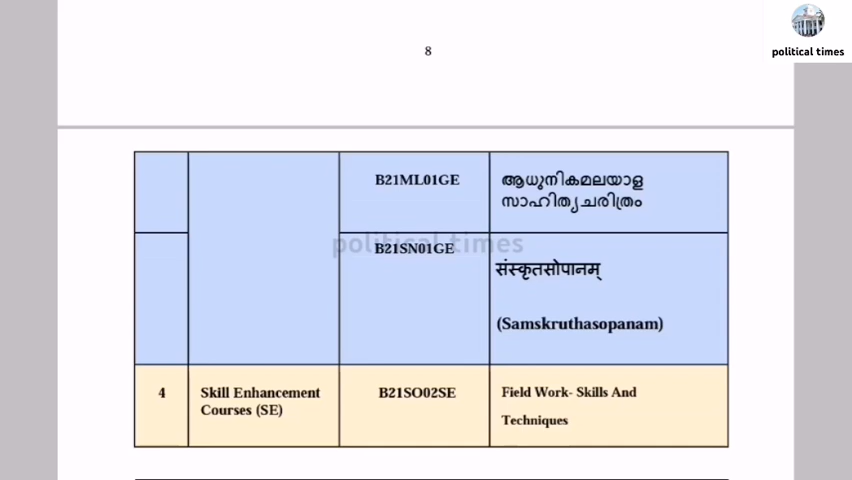 political times
8
B21ML01GE
ആധുനികമലയാള
സാഹിത്യചരിത്രം
political times
B21SN01GE
संस्कृतसोपानम्
(Samskruthasopanam)
4
Skill Enhancement
Courses (SE)
B21SO02SE
Field Work- Skills And
Techniques